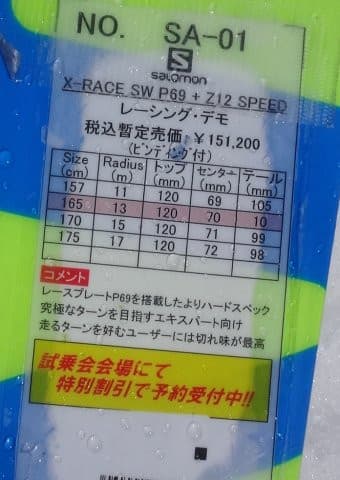 NO. SA-01
salomon
X-RACE SW P69 + Z12 SPEED
レーシング・デモ
税込暫定売価、￥151,200
(ビンディング付)
Size Radius トップ センター テール
(cm) (m) (mm) (mm) (mm)
157 11 120 69 105
165 13 120 70 10
170 15 120 71 99
175 17 120 72 98
コメント
レースプレートP69を搭載したよりハードスペック
究極なターンを目指すエキスパート向け
走るターンを好むユーザーには切れ味が最高
試乗会会場にて
特別割引で予約受付中!!